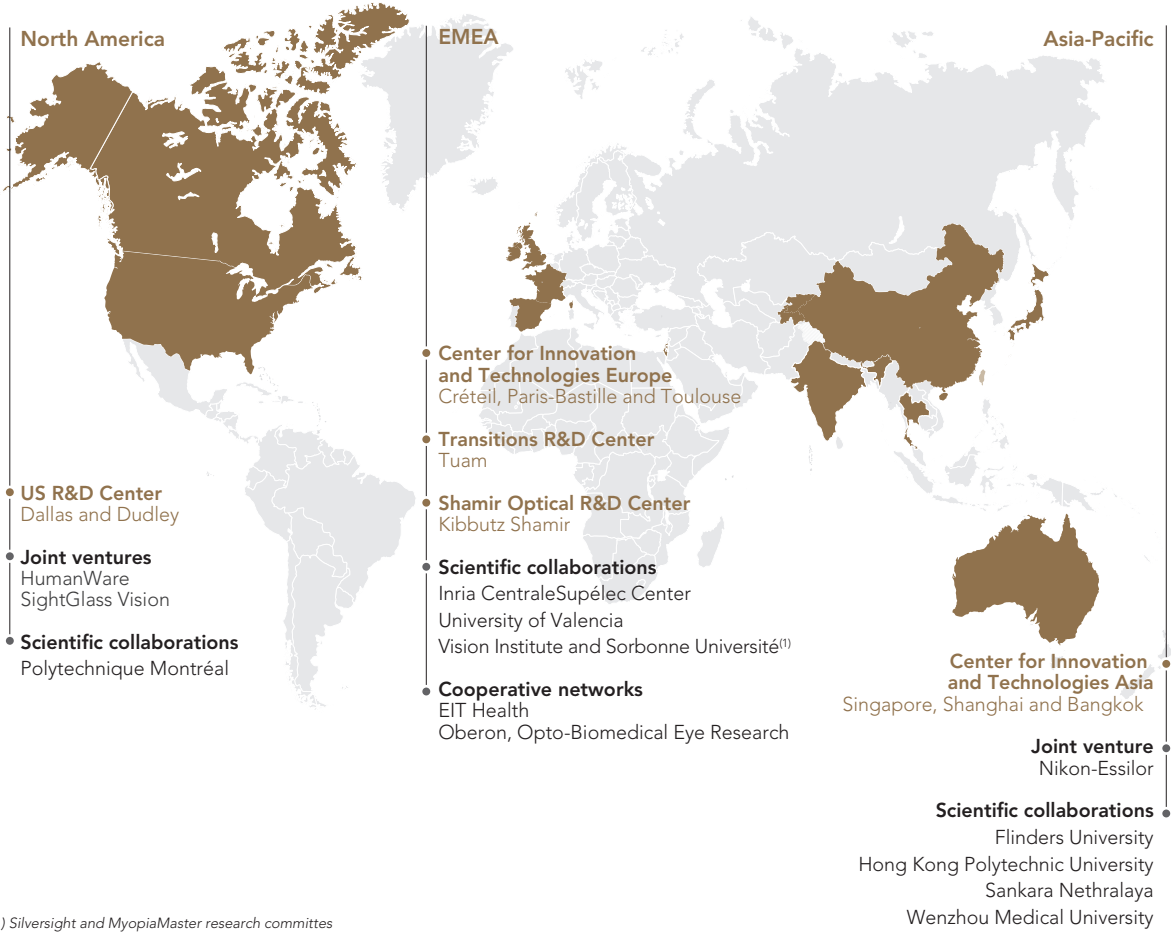 North America
US R&D Center
Dallas and Dudley
Joint ventures
HumanWare
SightGlass Vision
Scientific collaborations
Polytechnique Montréal
EMEA
Center for Innovation
and Technologies Europe
Créteil, Paris-Bastille and Toulouse
Transitions R&D Center
Tuam
Shamir Optical R&D Center
Kibbutz Shamir
Scientific collaborations
Inria CentraleSupélec Center
University of Valencia
Vision Institute and Sorbonne Université(1)
Cooperative networks
EIT Health
Oberon, Opto-Biomedical Eye Research
Asia-Pacific
Center for Innovation
and Technologies Asia
Singapore, Shanghai and Bangkok
Joint venture
Nikon-Essilor
Scientific collaborations
Flinders University
Hong Kong Polytechnic University
Sankara Nethralaya
Wenzhou Medical University
) Silversight and MyopiaMaster research committes